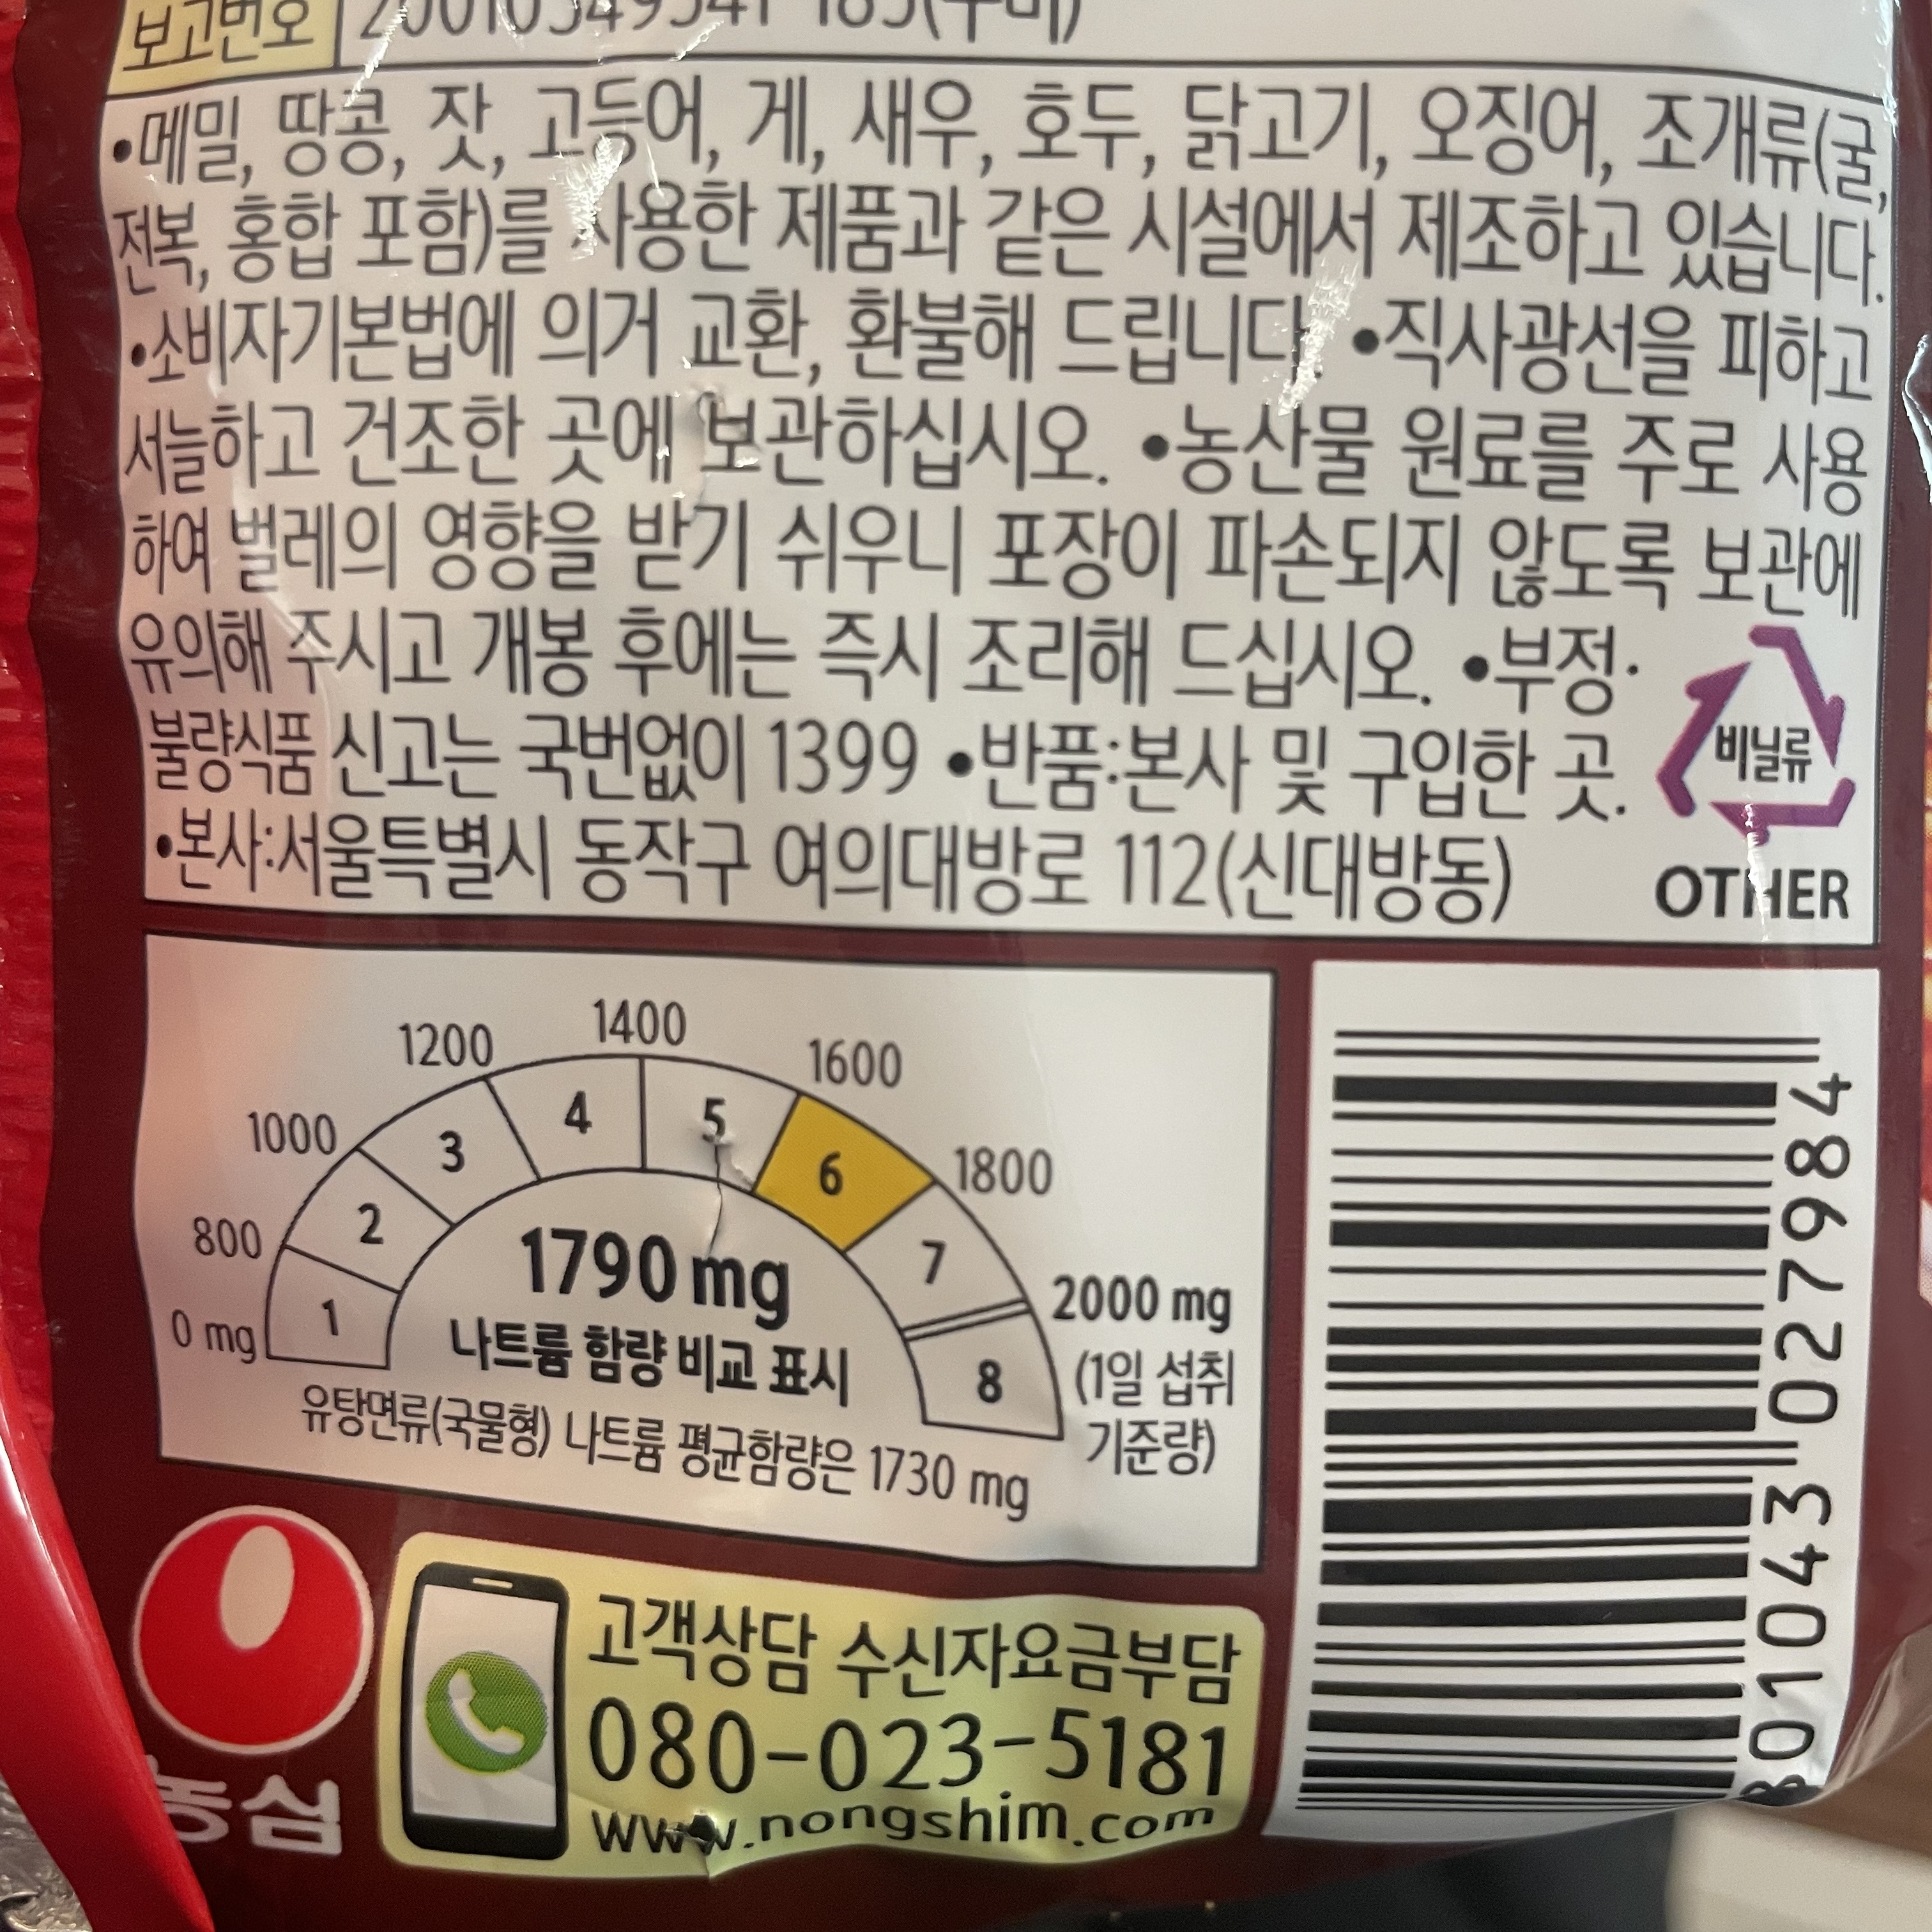 보고번호
•메밀, 땅콩, 잣, 고등어, 게, 새우, 호두, 닭고기, 오징어, 조개류(굴,
전복, 홍합 포함)를 사용한 제품과 같은 시설에서 제조하고 있습니다.
•소비자기본법에 의거 교환, 환불해 드립니다. •직사광선을 피하고
서늘하고 건조한 곳에 보관하십시오. •농산물 원료를 주로 사용
하여 벌레의 영향을 받기 쉬우니 포장이 파손되지 않도록 보관에
유의해 주시고 개봉 후에는 즉시 조리해 드십시오. •부정·
불량식품 신고는 국번없이 1399 •반품:본사 및 구입한 곳.
•본사:서울특별시 동작구 여의대방로 112(신대방동)
비닐류
OTHER
0 mg
800
1000
1200
1400
1600
1800
2000 mg
(1일 섭취
기준량)
1
2
3
4
5
6
7
8
1790 mg
나트륨 함량 비교 표시
유탕면류(국물형) 나트륨 평균함량은 1730 mg
8 801043 027984
농심
고객상담 수신자요금부담
080-023-5181
www.nongshim.com